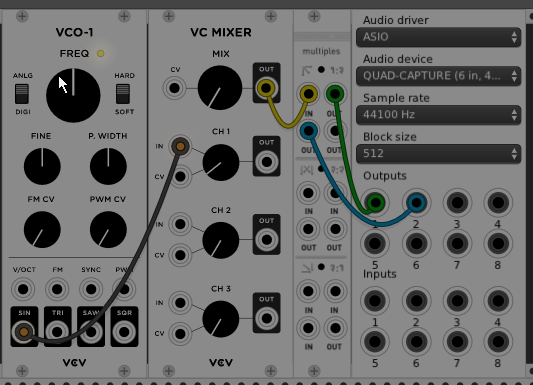 VCO-1
FREQ
ANLG
DIGI
HARD
SOFT
FINE
P. WIDTH
FM CV
PWM CV
V/OCT
FM
SYNC
PWM
SIN
TRI
SAW
SQR
VCV
VC MIXER
MIX
CV
OUT
CH 1
IN
CV
OUT
CH 2
IN
CV
OUT
CH 3
IN
CV
OUT
VCV
multiples
IN
OUT
OUT
IN
IN
OUT
OUT
IN
OUT
IN
OUT
Audio driver
ASIO
Audio device
QUAD-CAPTURE (6 in, 4...
Sample rate
44100 Hz
Block size
512
Outputs
1 2 3 4
5 6 7 8
Inputs
1 2 3 4
5 6 7 8